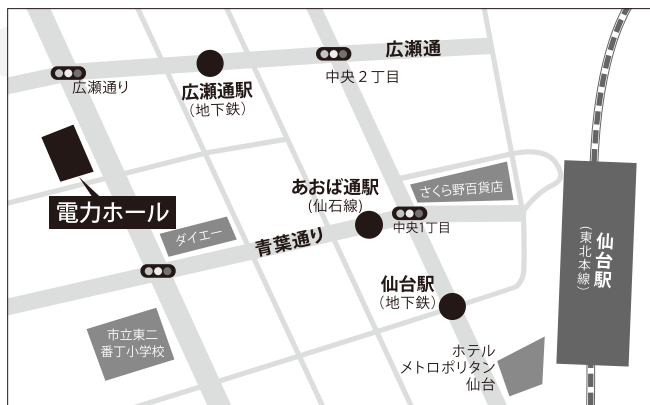 広瀬通
中央２丁目
広瀬通り
広瀬通駅
(地下鉄)
電力ホール
あおば通駅
(仙石線)
さくら野百貨店
中央1丁目
ダイエー
青葉通り
仙台駅
(東北本線)
仙台駅
(地下鉄)
市立東二
番丁小学校
ホテル
メトロポリタン
仙台